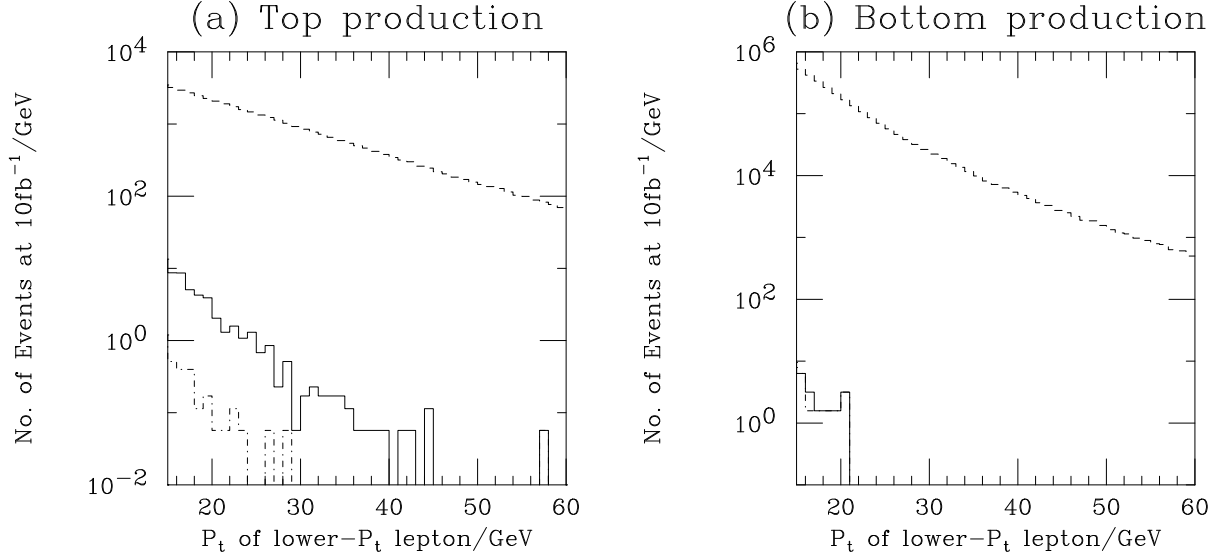 (a) Top production
10^4
10^2
10^0
10^-2
No. of Events at 10fb^-1/GeV
20 30 40 50 60
P_t of lower-P_t lepton/GeV
(b) Bottom production
10^6
10^4
10^2
10^0
No. of Events at 10fb^-1/GeV
20 30 40 50 60
P_t of lower-P_t lepton/GeV